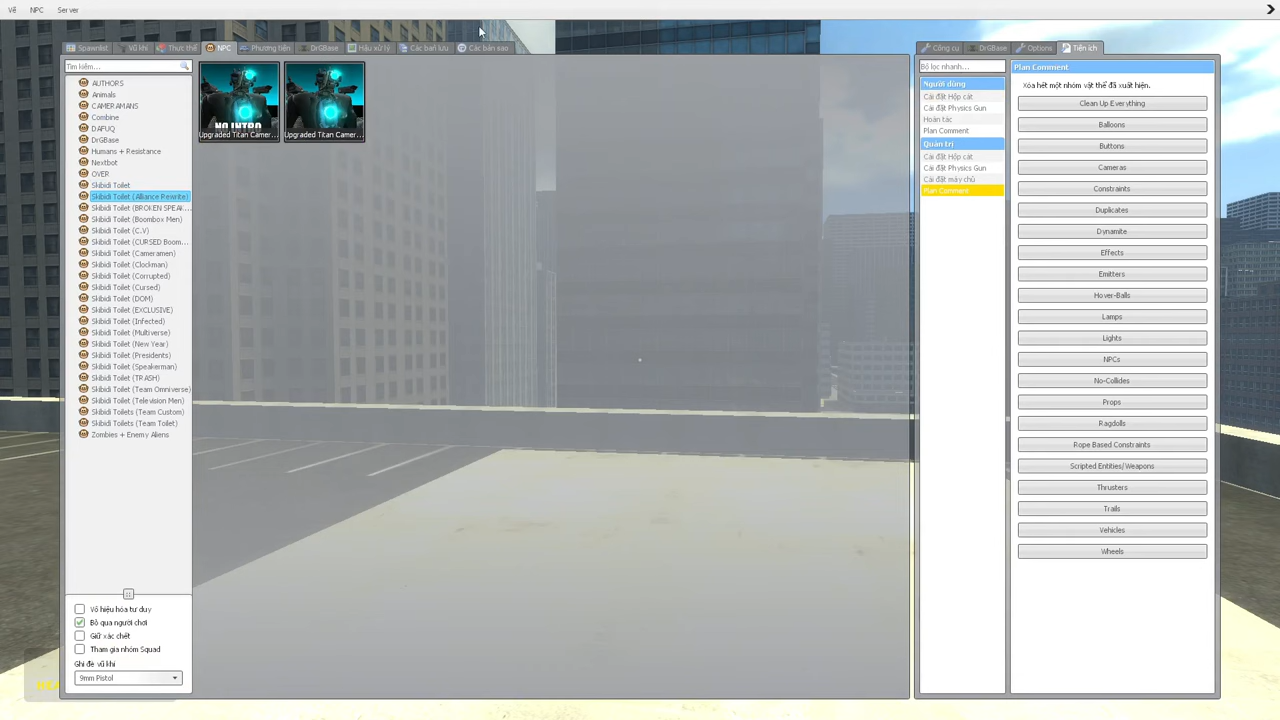 Vẽ NPC Server
Spawnlist Vũ khí Thực thể NPC Phương tiện DrGBase Hậu xử lý Các bản lưu Các bản sao
Tìm kiếm...
AUTHORS
Animals
CAMERAMANS
Combine
DAFUQ
DrGBase
Humans + Resistance
Nextbot
OVER
Skibidi Toilet
Skibidi Toilet (Alliance Rewrite)
Skibidi Toilet (BROKEN SPEAK...
Skibidi Toilet (Boombox Men)
Skibidi Toilet (C.V)
Skibidi Toilet (CURSED Boom...
Skibidi Toilet (Cameramen)
Skibidi Toilet (Clockman)
Skibidi Toilet (Corrupted)
Skibidi Toilet (Cursed)
Skibidi Toilet (DOM)
Skibidi Toilet (EXCLUSIVE)
Skibidi Toilet (Infected)
Skibidi Toilet (Multiverse)
Skibidi Toilet (New Year)
Skibidi Toilet (Presidents)
Skibidi Toilet (Speakerman)
Skibidi Toilet (TRASH)
Skibidi Toilet (Team Omniverse)
Skibidi Toilet (Television Men)
Skibidi Toilets (Team Custom)
Skibidi Toilets (Team Toilet)
Zombies + Enemy Aliens
Vô hiệu hóa tư duy
Bỏ qua người chơi
Giữ xác chết
Tham gia nhóm Squad
Ghi đè vũ khí
9mm Pistol
NO INTRO
Upgraded Titan Camer... Upgraded Titan Camer...
Công cụ DrGBase Options Tiện ích
Bộ lọc nhanh...
Người dùng
Cài đặt Hộp cát
Cài đặt Physics Gun
Hoàn tác
Plan Comment
Quản trị
Cài đặt Hộp cát
Cài đặt Physics Gun
Cài đặt máy chủ
Plan Comment
Plan Comment
Xóa hết một nhóm vật thể đã xuất hiện.
Clean Up Everything
Balloons
Buttons
Cameras
Constraints
Duplicates
Dynamite
Effects
Emitters
Hover-Balls
Lamps
Lights
NPCs
No-Collides
Props
Ragdolls
Rope Based Constraints
Scripted Entities/Weapons
Thrusters
Trails
Vehicles
Wheels